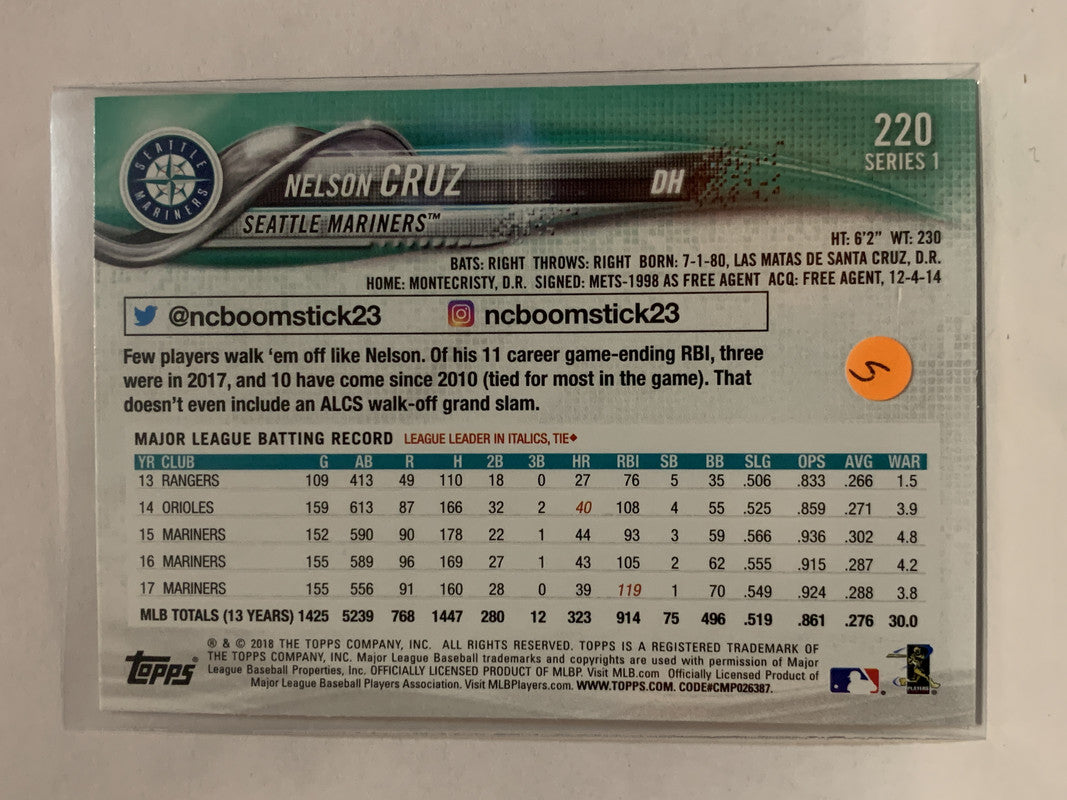 SEATTLE MARINERS
220
SERIES 1
NELSON CRUZ DH
SEATTLE MARINERS™
HT: 6'2" WT: 230
BATS: RIGHT THROWS: RIGHT BORN: 7-1-80, LAS MATAS DE SANTA CRUZ, D.R.
HOME: MONTECRISTY, D.R. SIGNED: METS-1998 AS FREE AGENT ACQ: FREE AGENT, 12-4-14
@ncboomstick23 ncboomstick23
Few players walk 'em off like Nelson. Of his 11 career game-ending RBI, three
were in 2017, and 10 have come since 2010 (tied for most in the game). That
doesn't even include an ALCS walk-off grand slam.
5
MAJOR LEAGUE BATTING RECORD LEAGUE LEADER IN ITALICS, TIE◆
YR CLUB G AB R H 2B 3B HR RBI SB BB SLG OPS AVG WAR
13 RANGERS 109 413 49 110 18 0 27 76 5 35 .506 .833 .266 1.5
14 ORIOLES 159 613 87 166 32 2 40 108 4 55 .525 .859 .271 3.9
15 MARINERS 152 590 90 178 22 1 44 93 3 59 .566 .936 .302 4.8
16 MARINERS 155 589 96 169 27 1 43 105 2 62 .555 .915 .287 4.2
17 MARINERS 155 556 91 160 28 0 39 119 1 70 .549 .924 .288 3.8
MLB TOTALS (13 YEARS) 1425 5239 768 1447 280 12 323 914 75 496 .519 .861 .276 30.0
® & © 2018 THE TOPPS COMPANY, INC. ALL RIGHTS RESERVED. TOPPS IS A REGISTERED TRADEMARK OF
THE TOPPS COMPANY, INC. Major League Baseball trademarks and copyrights are used with permission of Major
League Baseball Properties, Inc. OFFICIALLY LICENSED PRODUCT OF MLBP. Visit MLB.com Officially Licensed Product of
Major League Baseball Players Association. Visit MLBPlayers.com. WWW.TOPPS.COM. CODE#CMP026387.
topps®
PLAYERS